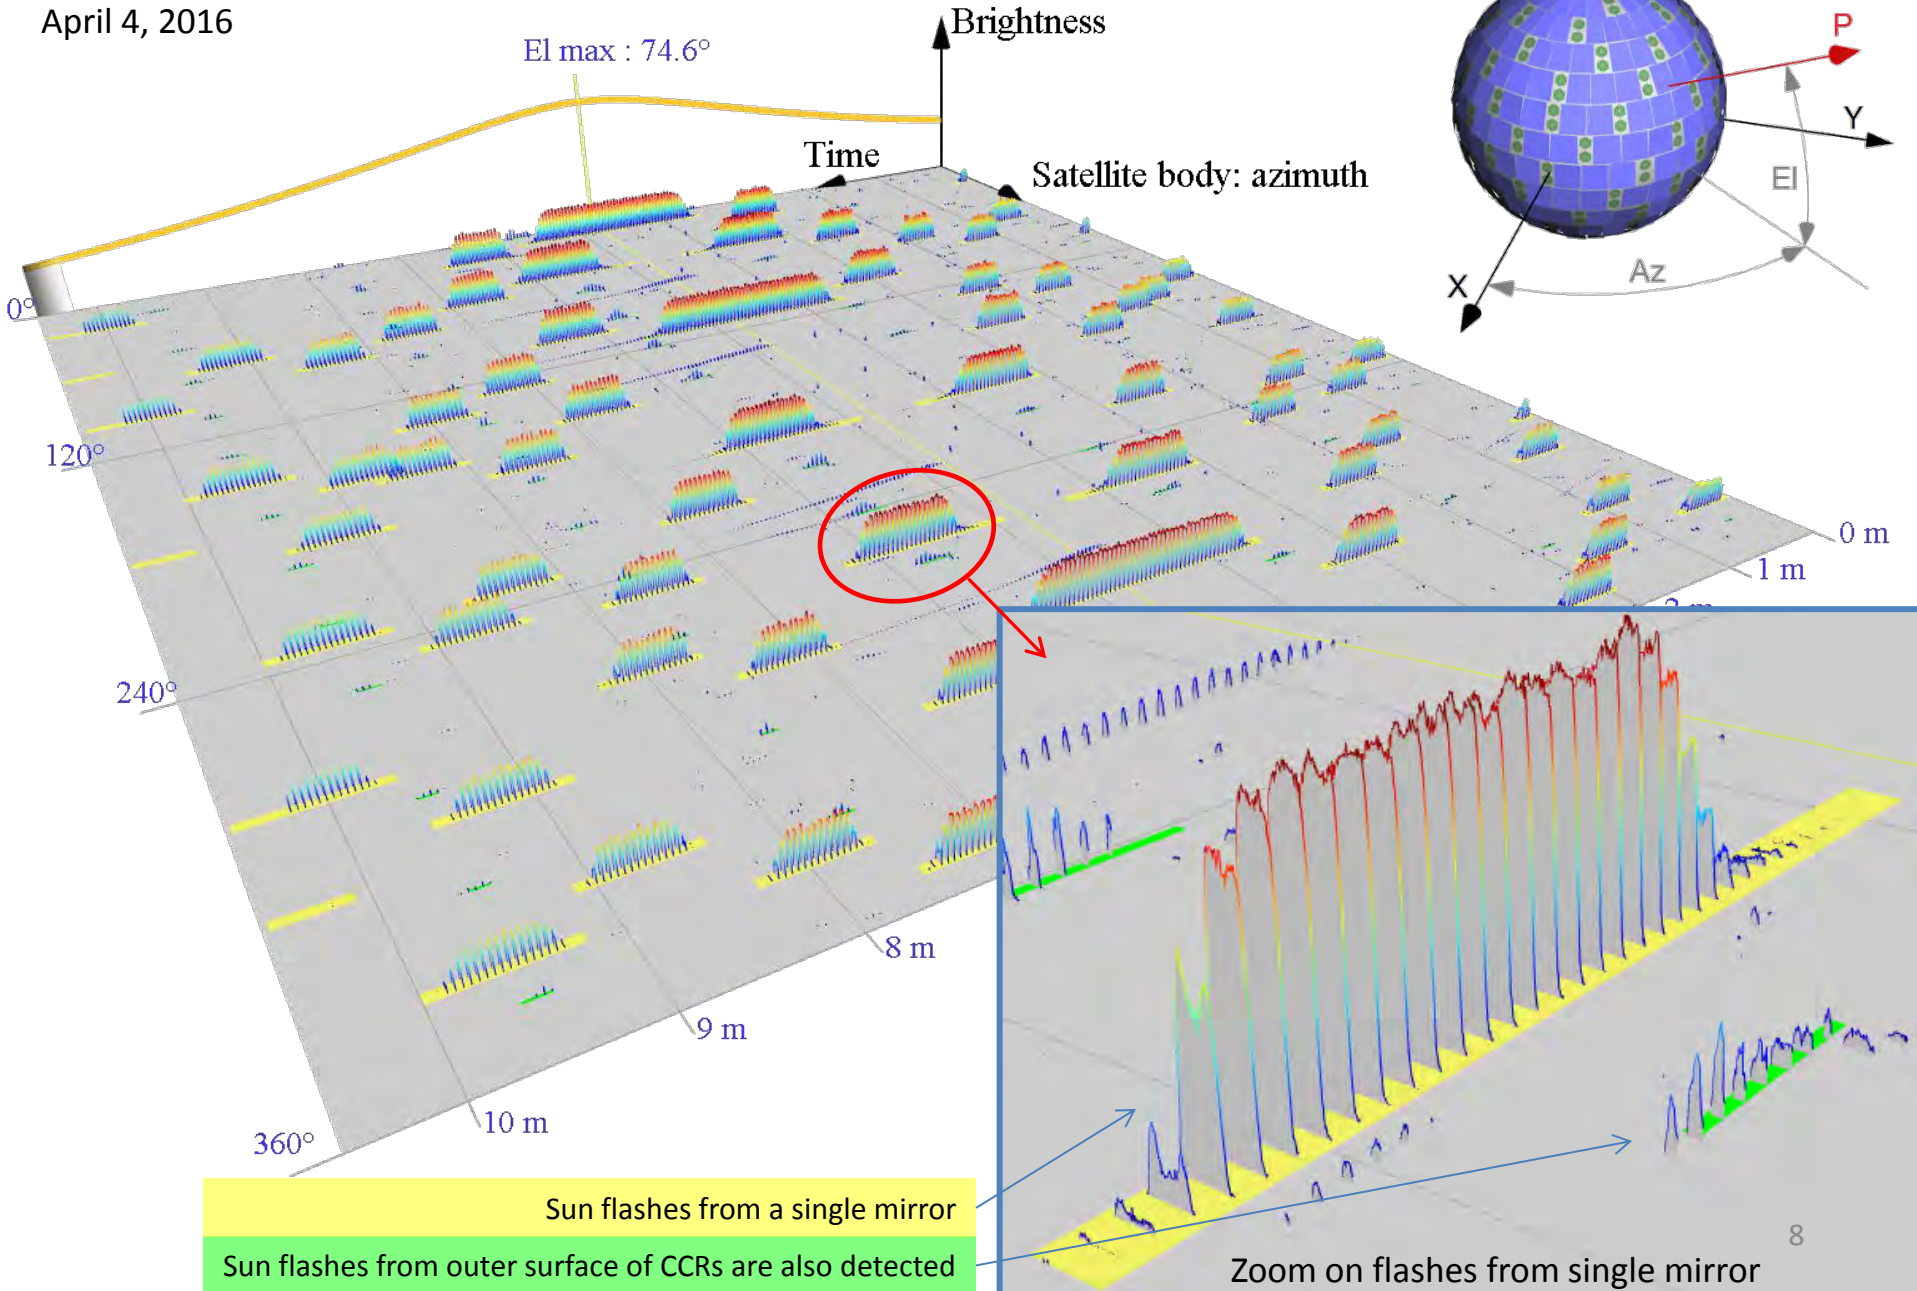 April 4, 2016
Brightness
El max : 74.6°
P
Y
Time
Satellite body: azimuth
El
Az
X
0°
120°
0 m
1 m
240°
8 m
9 m
10 m
360°
Sun flashes from a single mirror
Sun flashes from outer surface of CCRs are also detected
8
Zoom on flashes from single mirror